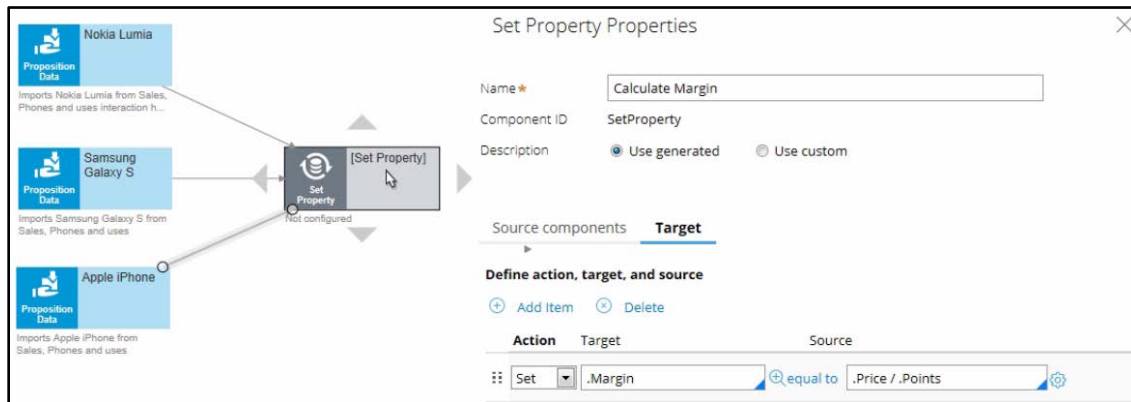 Nokia Lumia
Proposition
Data
Imports Nokia Lumia from Sales,
Phones and uses interaction h...
Samsung
Galaxy S
Proposition
Data
Imports Samsung Galaxy S from
Sales, Phones and uses
Apple iPhone
Proposition
Data
Imports Apple iPhone from
Sales, Phones and uses
[Set Property]
Set
Property
Not configured
Set Property Properties
Name★ Calculate Margin
Component ID SetProperty
Description Use generated Use custom
Source components Target
Define action, target, and source
Add Item Delete
Action Target Source
Set .Margin equal to .Price / .Points